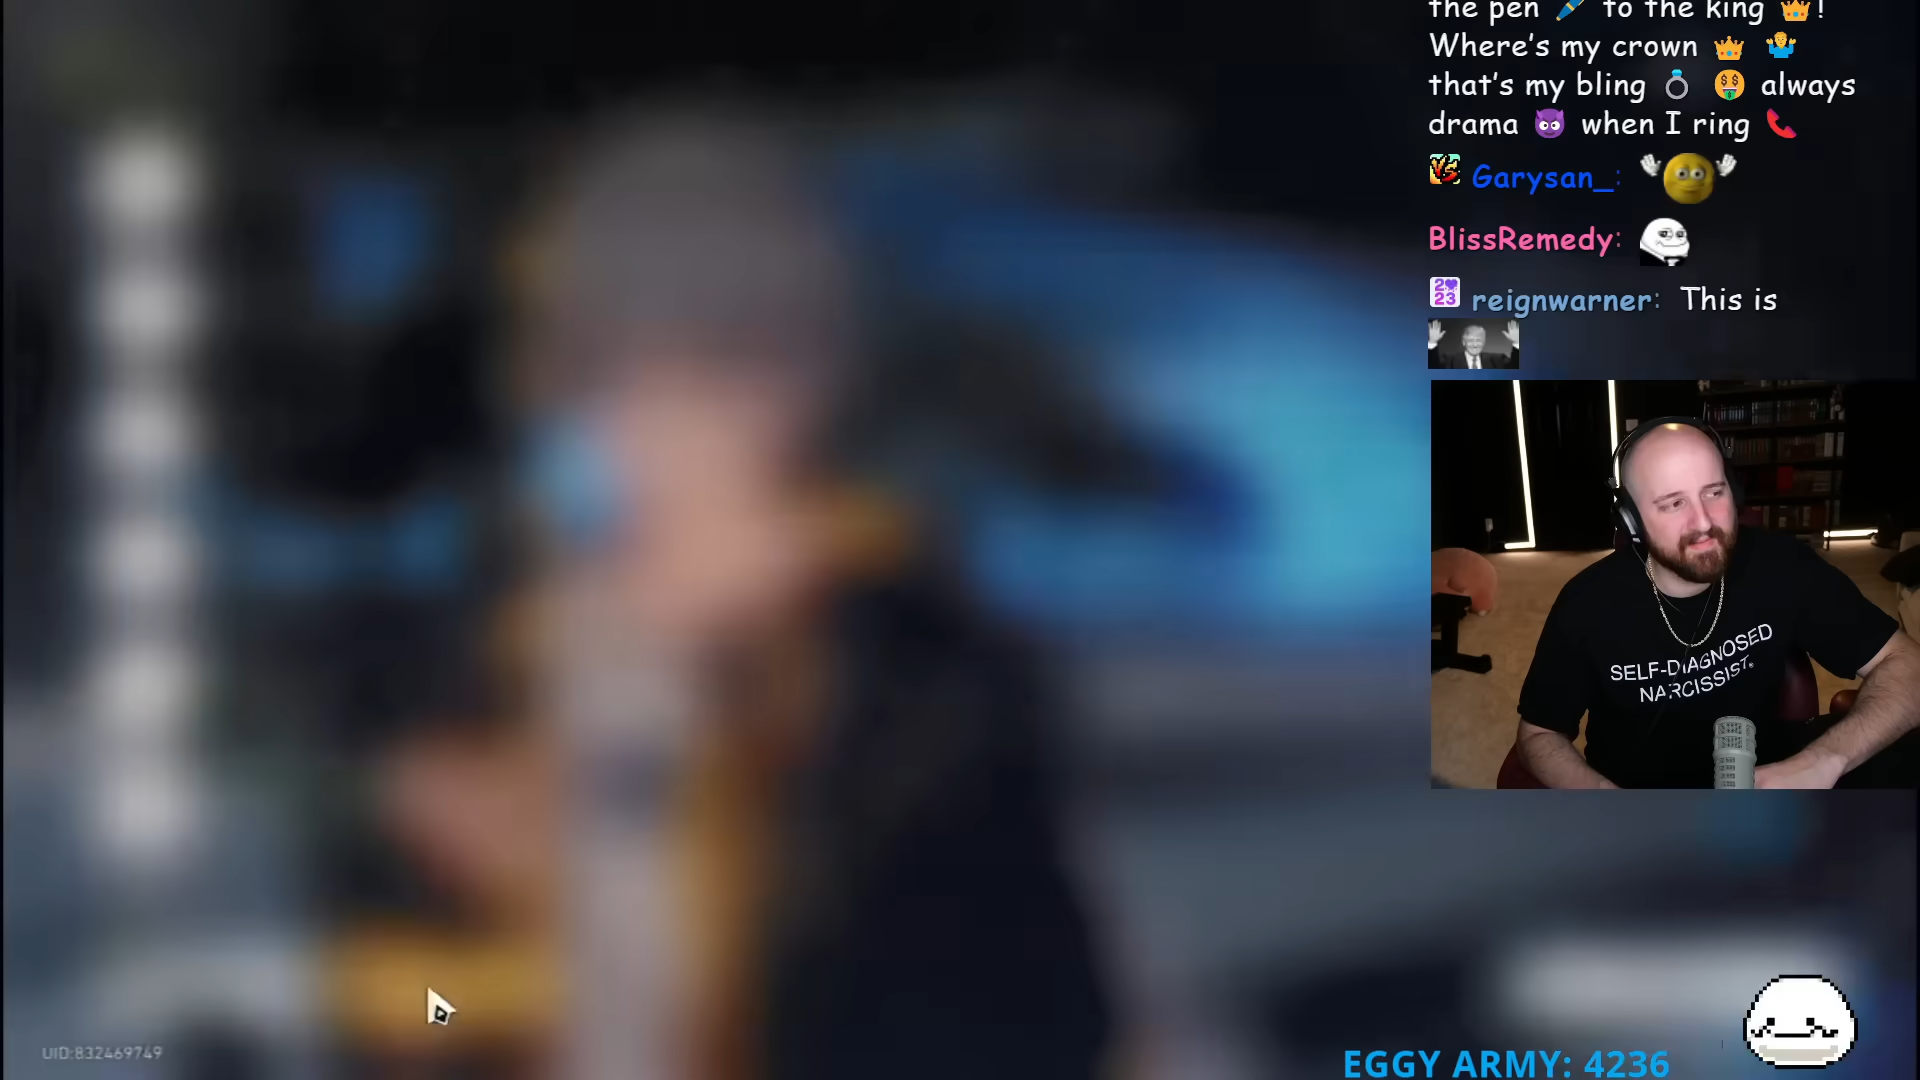 the pen 🖊️ to the king 👑!
Where's my crown 👑 🤷‍♂️
that's my bling 💍 🤑 always
drama 😈 when I ring 📞
Garysan_:
BlissRemedy:
2023 reignwarner: This is
SELF-DIAGNOSED
NARCISSIST.
UID:832469749
EGGY ARMY: 4236